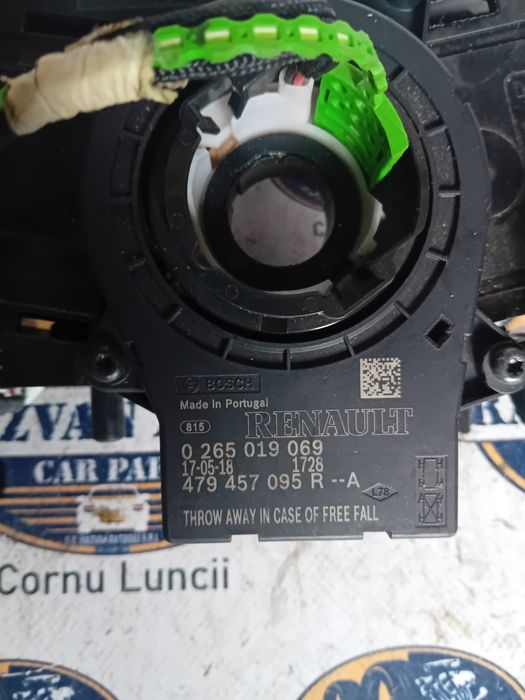 BOSCH
Made in Portugal
815 RENAULT
0 265 019 069
17-05-18 1728
479 457 095 R --A
L78
THROW AWAY IN CASE OF FREE FALL
CAR PAR
Cornu Luncii
C